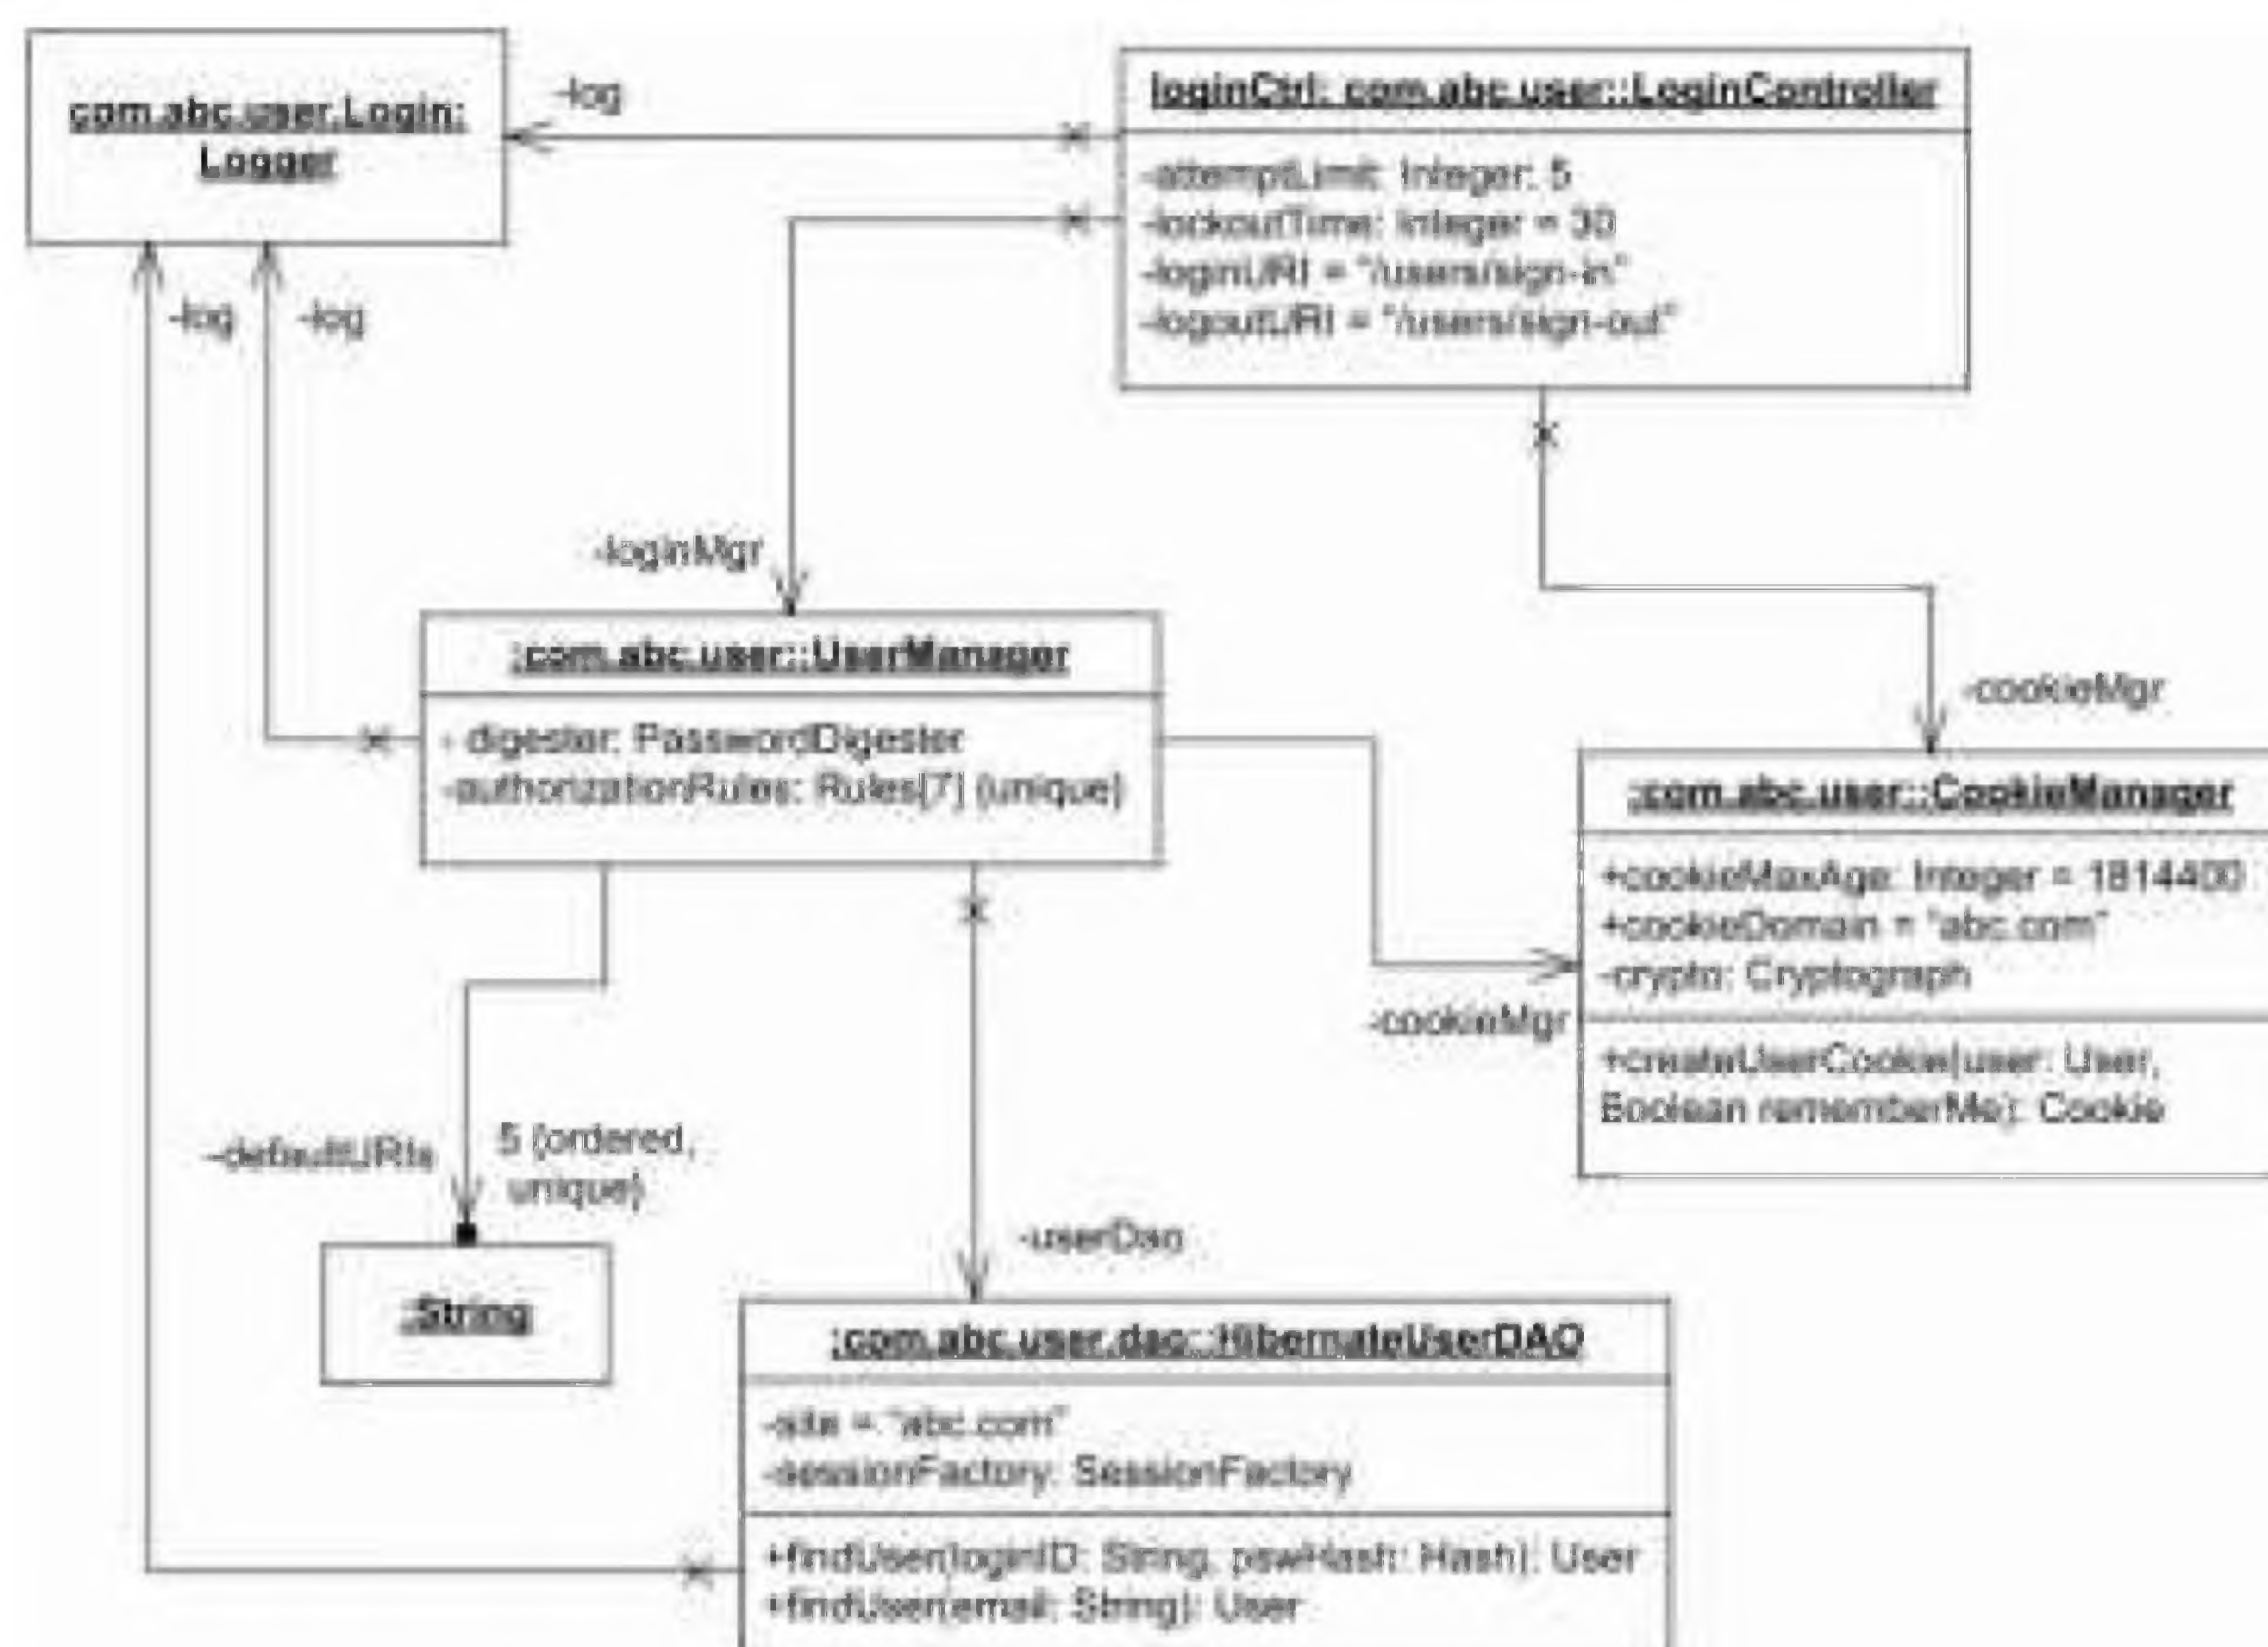 com.abc.user.Login:
Logger
-log
loginCtrl: com.abc.user::LoginController
-attemptLimit: Integer: 5
-lockoutTime: Integer = 30
-loginURI = "/users/sign-in"
-logoutURI = "/users/sign-out"
-log
-log
-loginMgr
:com.abc.user::UserManager
- digester: PasswordDigester
-authorizationRules: Rules[7] {unique}
-cookieMgr
:com.abc.user::CookieManager
+cookieMaxAge: Integer = 1814400
+cookieDomain = "abc.com"
-crypto: Cryptograph
+createUserCookie(user: User,
Boolean rememberMe): Cookie
-cookieMgr
-defaultURIs
5 {ordered,
unique}
:String
-userDao
:com.abc.user.dao::HibernateUserDAO
-site = "abc.com"
-sessionFactory: SessionFactory
+findUser(loginID: String, pswHash: Hash): User
+findUser(email: String): User